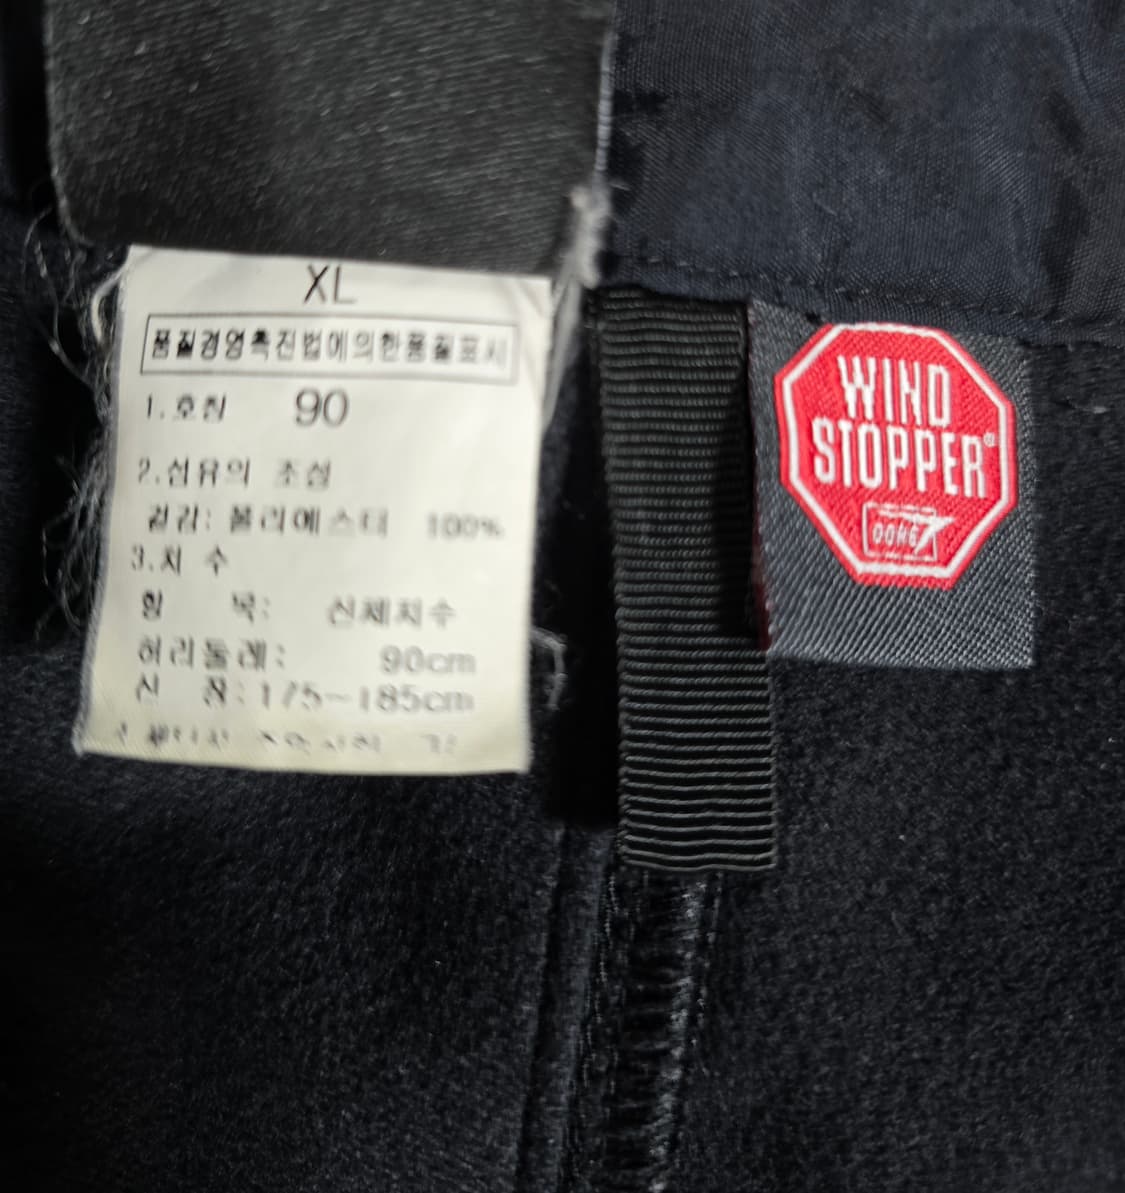 XL
품질경영촉진법에의한품질표시
1.호칭 90
2.섬유의 조성
겉감: 폴리에스터 100%
3.치 수
항 목: 신체치수
허리둘레: 90cm
신 장:175~185cm
WIND
STOPPER®
GORE